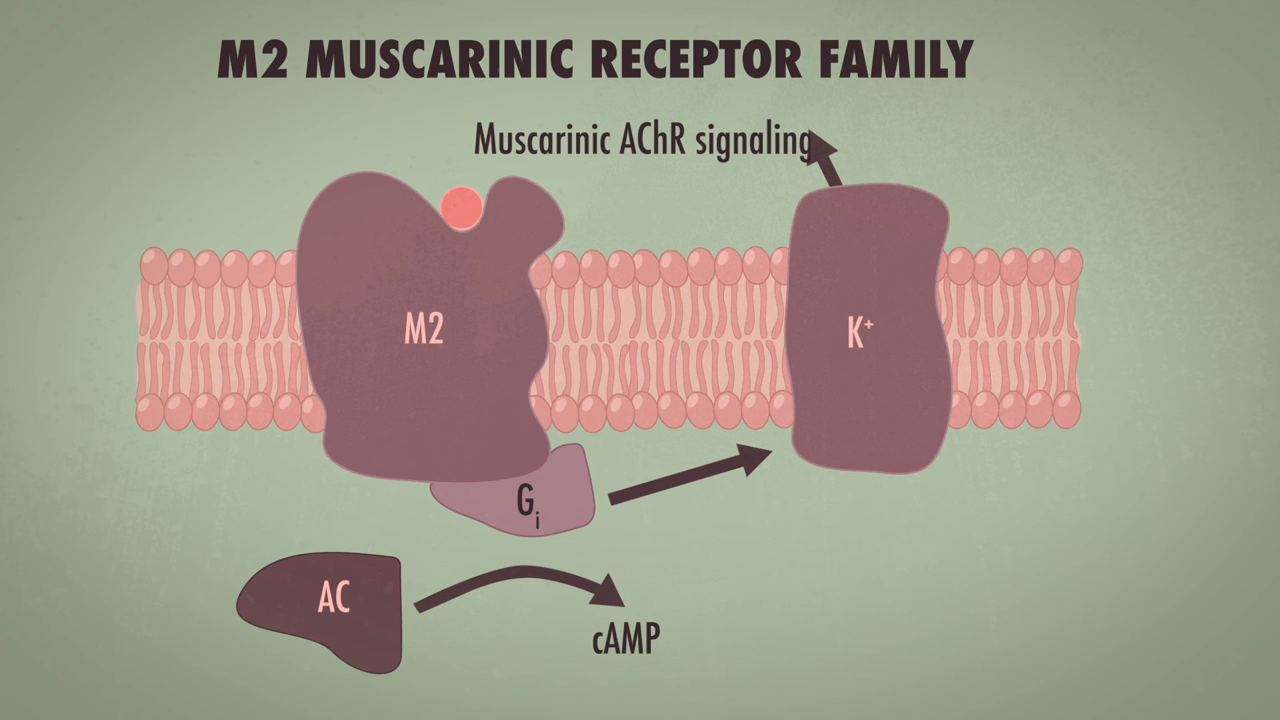 M2 MUSCARINIC RECEPTOR FAMILY
Muscarinic AChR signaling
M2
K⁺
Gᵢ
AC
cAMP